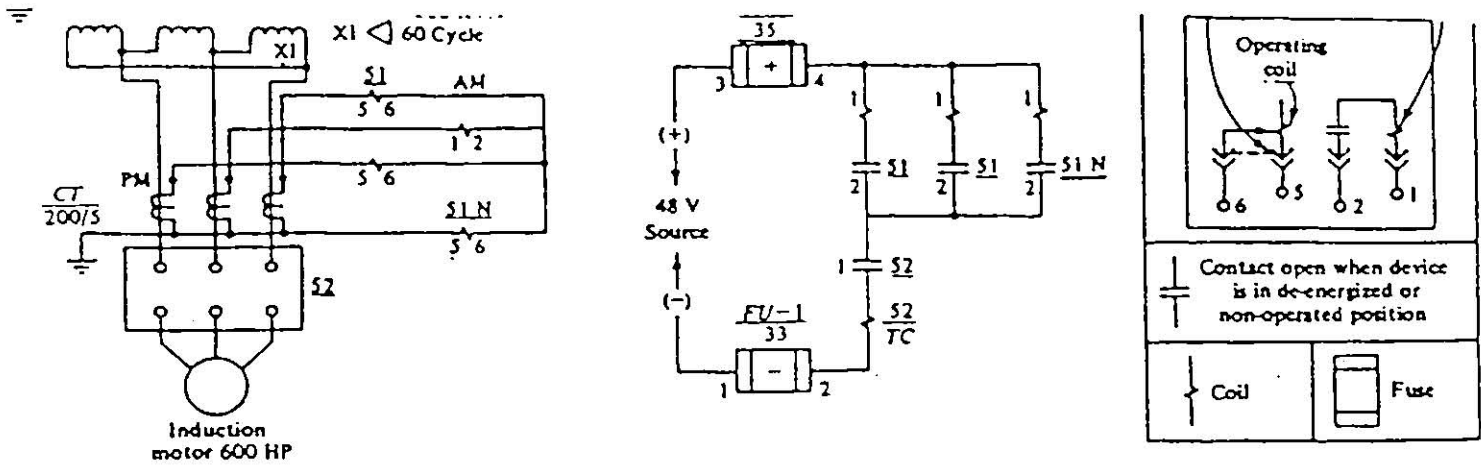 X1
X1 60 Cycle
51
AM
5 6
1 2
5 6
PM
CT
200/5
51 N
5 6
52
Induction
motor 600 HP
35
3 + 4
(+)
48 V
Source
(-)
1
1
1
2 51
2 51
2 51 N
1 52
52
TC
FU-1
33
1 - 2
Operating
coil
6 5 2 1
Contact open when device
is in de-energized or
non-operated position
Coil
Fuse